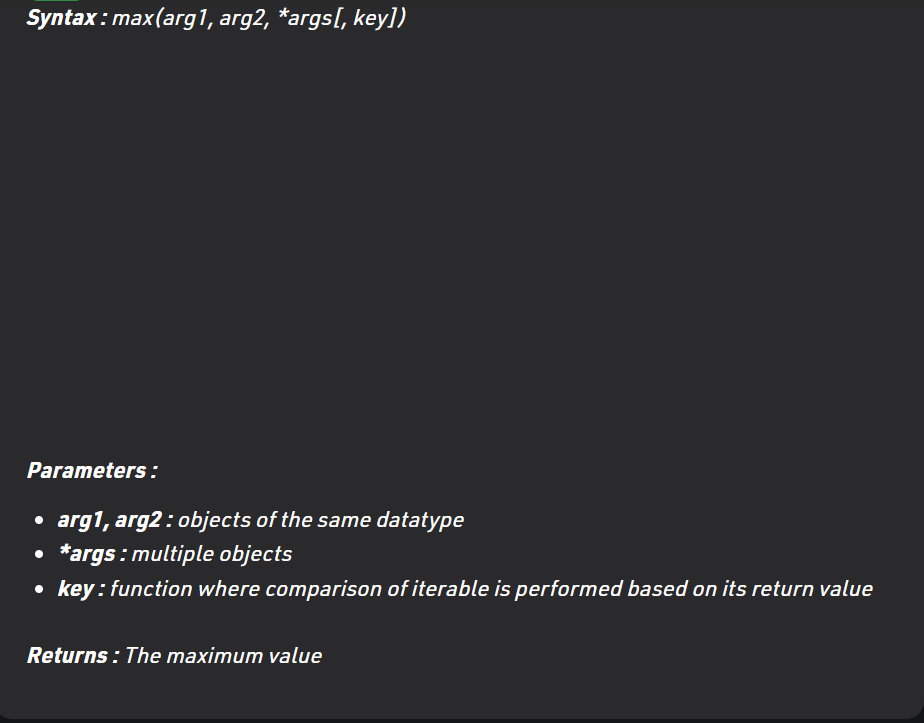 Syntax : max(arg1, arg2, *args[, key])
Parameters :
arg1, arg2 : objects of the same datatype
*args : multiple objects
key : function where comparison of iterable is performed based on its return value
Returns : The maximum value